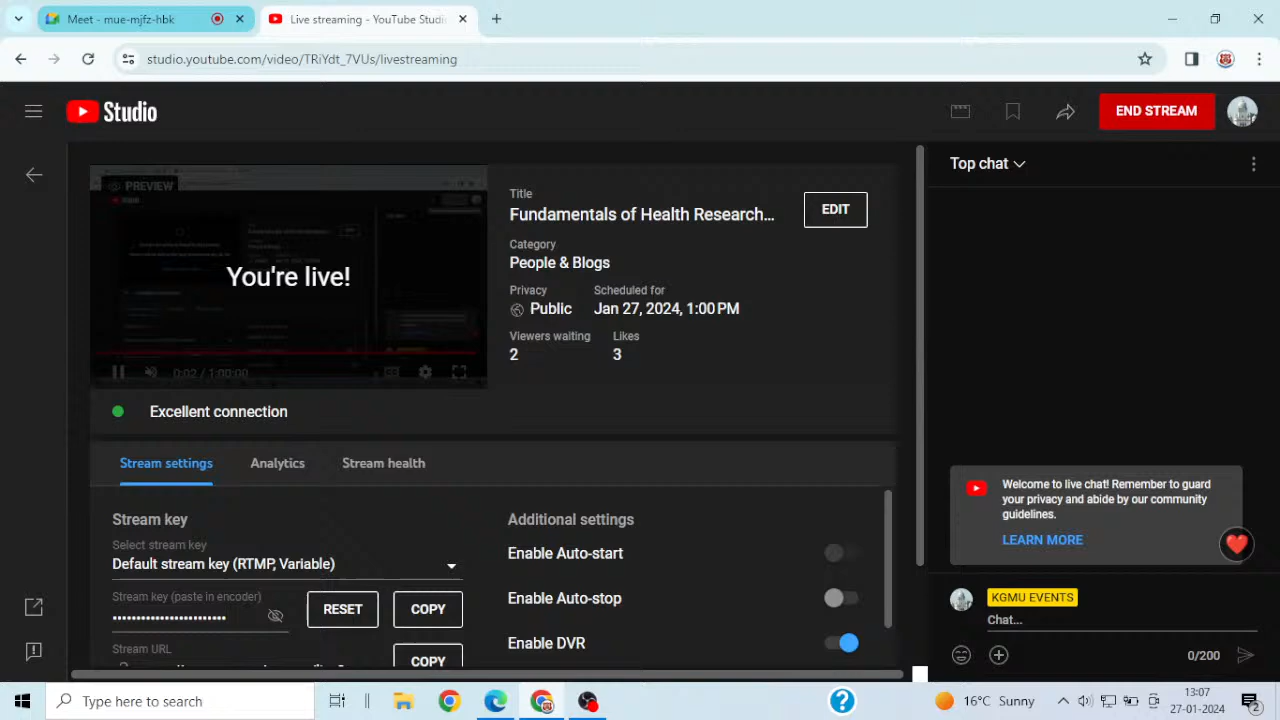 Meet - mue-mjfz-hbk
Live streaming - YouTube Studi
studio.youtube.com/video/TRiYdt_7VUs/livestreaming
Studio
END STREAM
PREVIEW
You're live!
0:02 / 1:00:00
Title
Fundamentals of Health Research...
EDIT
Category
People & Blogs
Privacy
Scheduled for
Public
Jan 27, 2024, 1:00 PM
Viewers waiting
Likes
2
3
Excellent connection
Stream settings
Analytics
Stream health
Stream key
Select stream key
Default stream key (RTMP, Variable)
Stream key (paste in encoder)
RESET
COPY
Stream URL
COPY
Additional settings
Enable Auto-start
Enable Auto-stop
Enable DVR
Top chat
Welcome to live chat! Remember to guard
your privacy and abide by our community
guidelines.
LEARN MORE
KGMU EVENTS
Chat...
0/200
Type here to search
16°C Sunny
13:07
27-01-2024
2